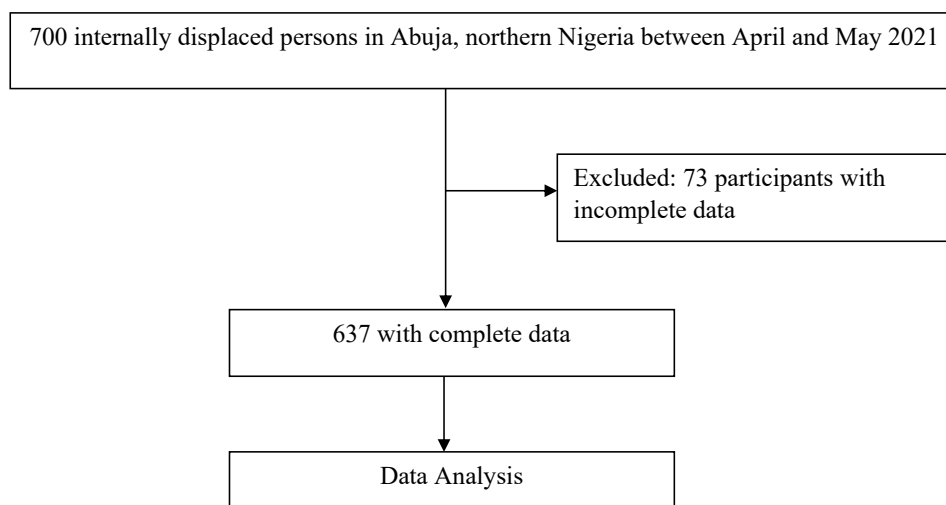 700 internally displaced persons in Abuja, northern Nigeria between April and May 2021
Excluded: 73 participants with
incomplete data
637 with complete data
Data Analysis